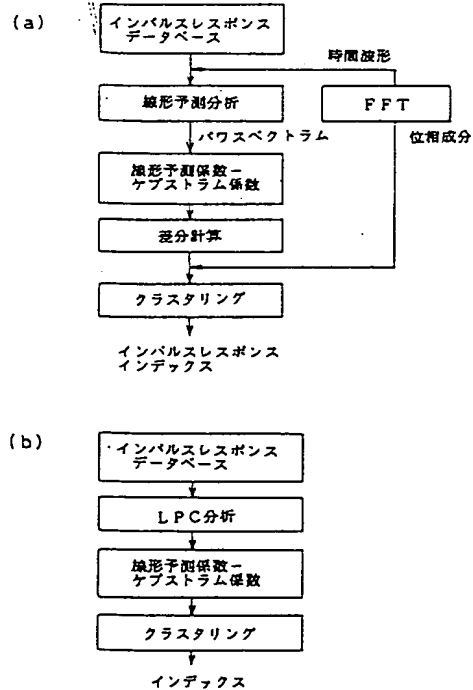 (a)
インパルスレスポンス
データベース
時間波形
線形予測分析
FFT
パワスペクトラム
位相成分
線形予測係数−
ケプストラム係数
差分計算
クラスタリング
インパルスレスポンス
インデックス
(b)
インパルスレスポンス
データベース
LPC分析
線形予測係数−
ケプストラム係数
クラスタリング
インデックス